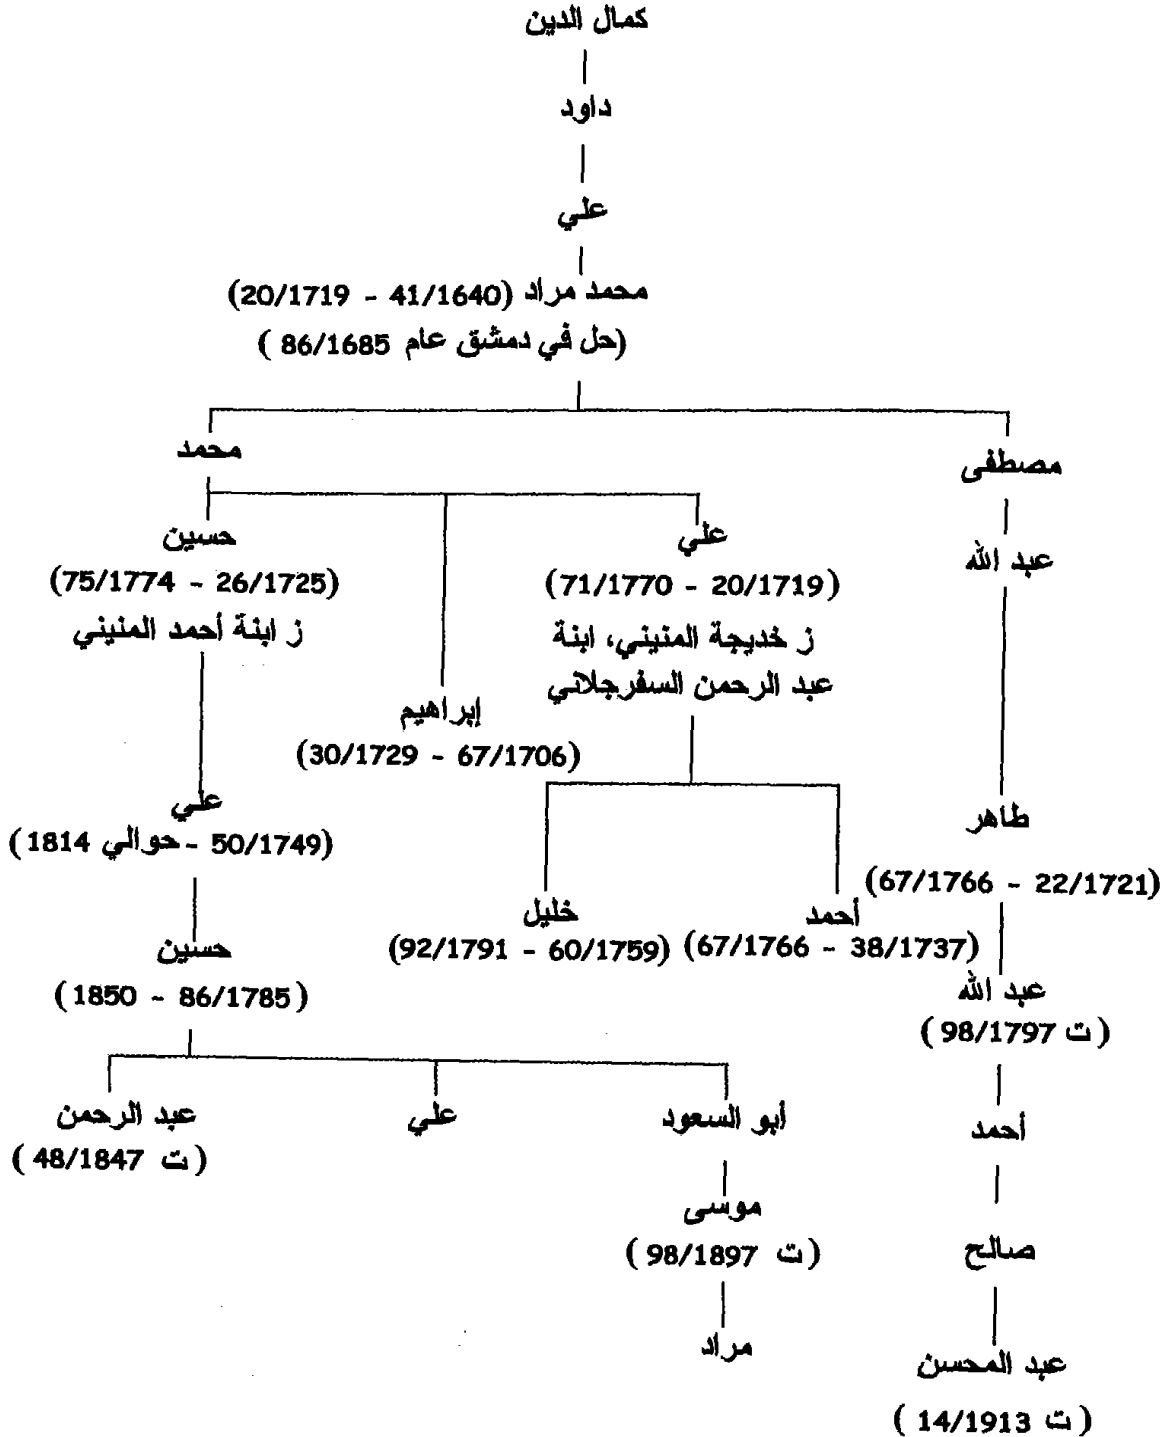 كمال الدين
داود
علي
محمد مراد (41/1640 - 20/1719)
(حل في دمشق عام 86/1685)
محمد
مصطفى
حسين
(26/1725 - 75/1774)
ز ابنة أحمد المنيني
علي
(20/1719 - 71/1770)
ز خديجة المنيني، ابنة
عبد الرحمن السفرجلاني
عبد الله
إبراهيم
(67/1706 - 30/1729)
علي
(50/1749 - حوالي 1814)
طاهر
(22/1721 - 67/1766)
خليل
(60/1759 - 92/1791)
أحمد
(38/1737 - 67/1766)
حسين
(86/1785 - 1850)
عبد الله
(ت 98/1797)
عبد الرحمن
(ت 48/1847)
علي
أبو السعود
أحمد
موسى
(ت 98/1897)
صالح
مراد
عبد المحسن
(ت 14/1913)